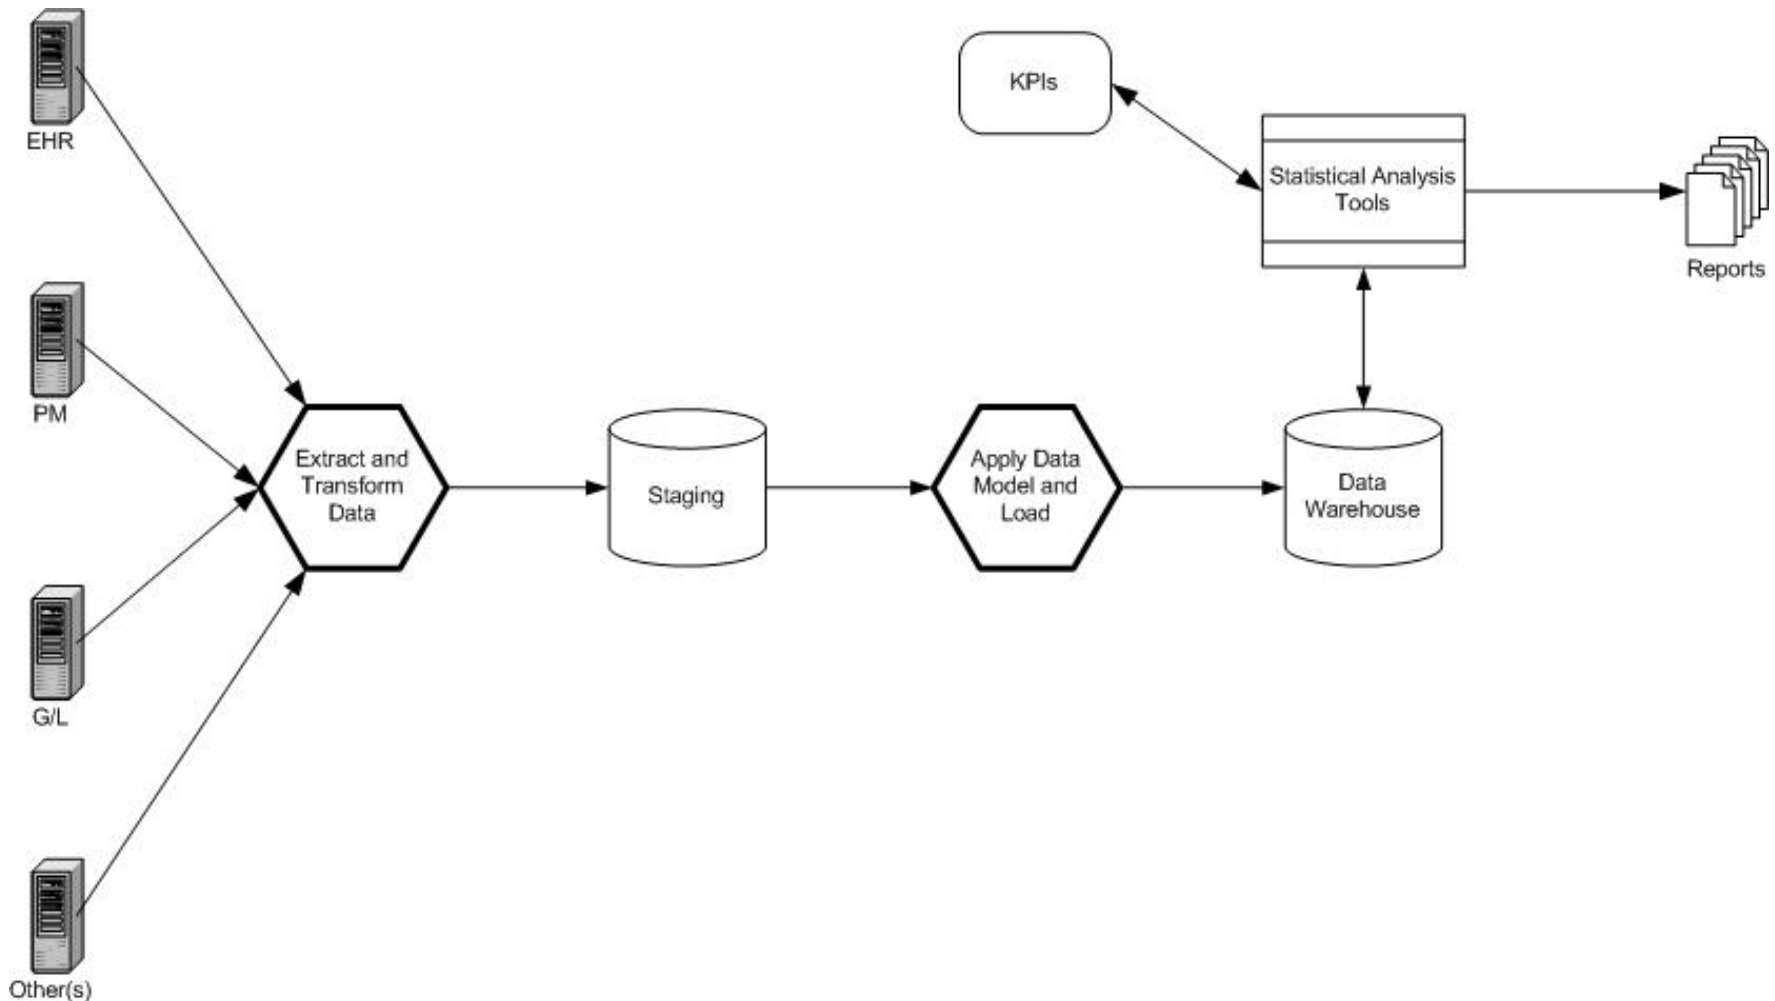 EHR
KPIs
Statistical Analysis
Tools
Reports
PM
Extract and
Transform
Data
Staging
Apply Data
Model and
Load
Data
Warehouse
G/L
Other(s)